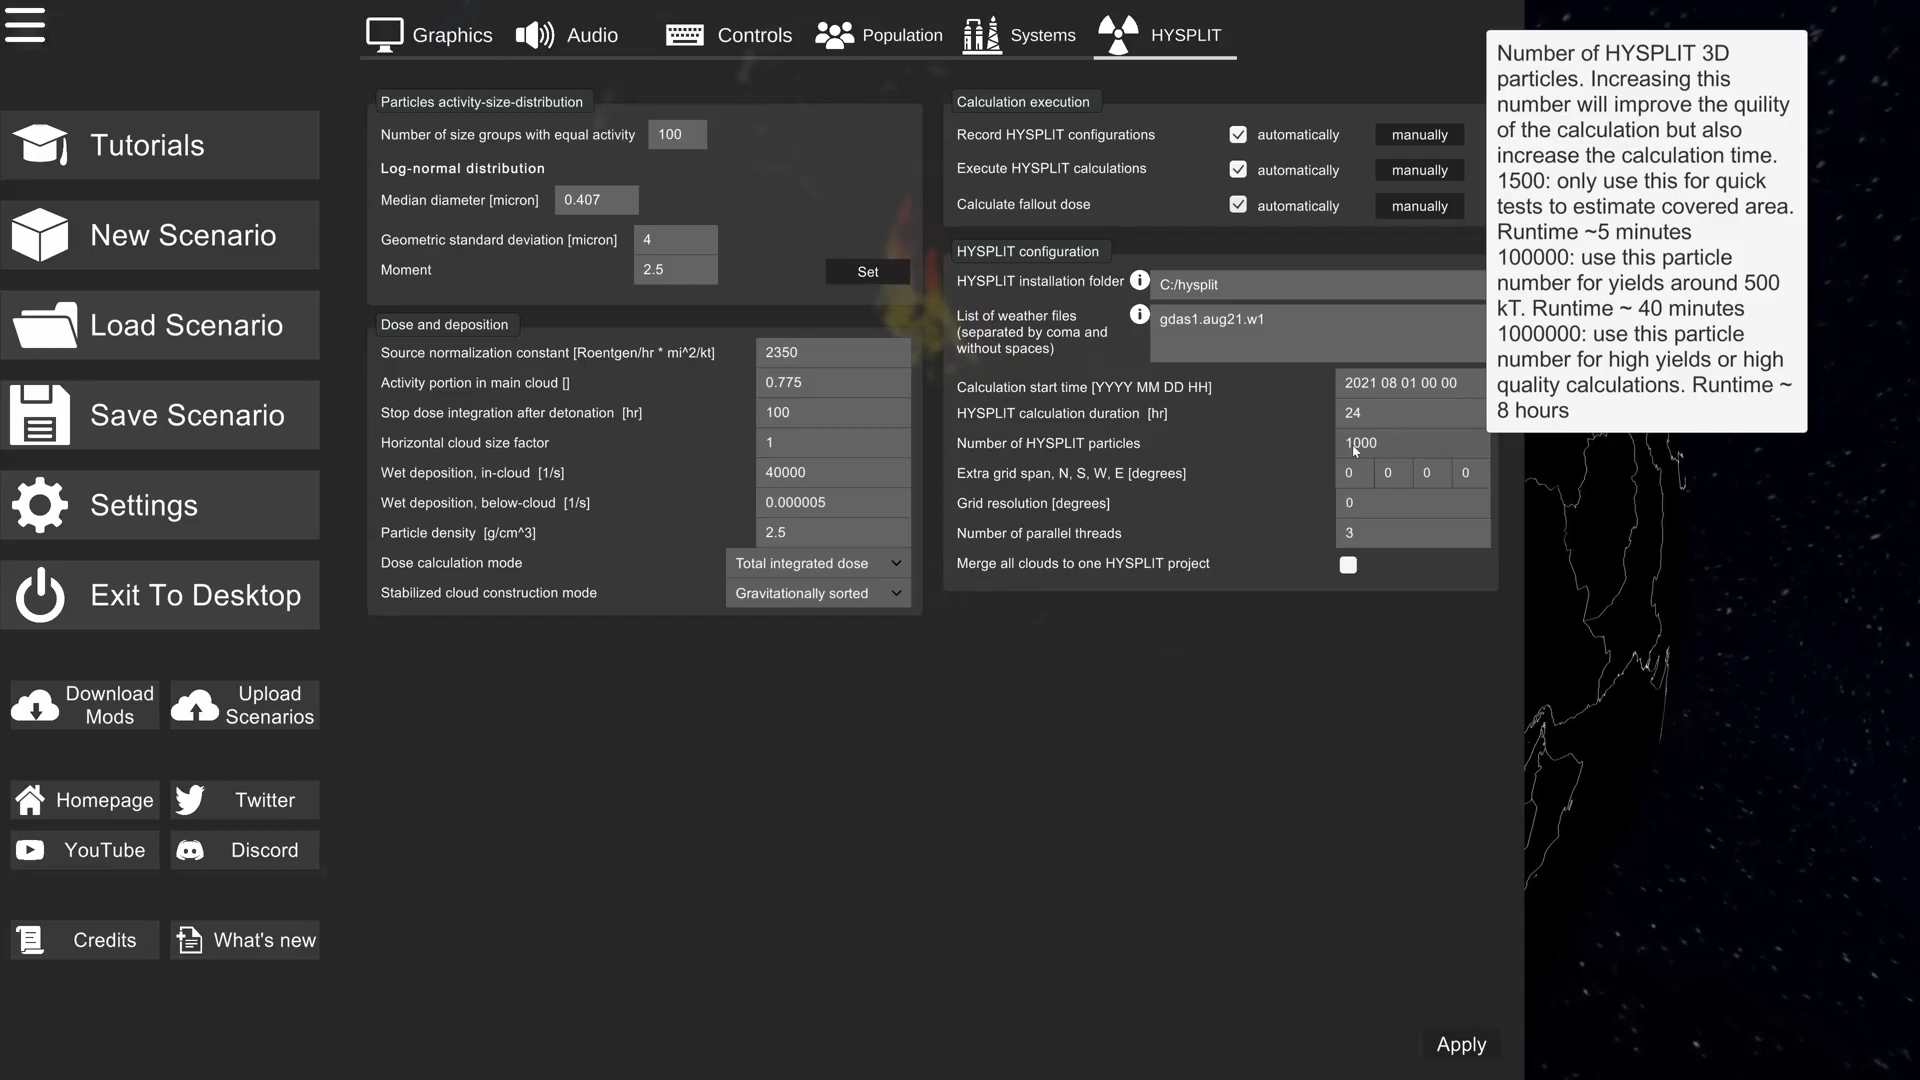 Graphics
Audio
Controls
Population
Systems
HYSPLIT
Tutorials
New Scenario
Load Scenario
Save Scenario
Settings
Exit To Desktop
Download
Mods
Upload
Scenarios
Homepage
Twitter
YouTube
Discord
Credits
What's new
Particles activity-size-distribution
Number of size groups with equal activity 100
Log-normal distribution
Median diameter [micron] 0.407
Geometric standard deviation [micron] 4
Moment 2.5
Set
Dose and deposition
Source normalization constant [Roentgen/hr * mi^2/kt] 2350
Activity portion in main cloud [] 0.775
Stop dose integration after detonation [hr] 100
Horizontal cloud size factor 1
Wet deposition, in-cloud [1/s] 40000
Wet deposition, below-cloud [1/s] 0.000005
Particle density [g/cm^3] 2.5
Dose calculation mode Total integrated dose
Stabilized cloud construction mode Gravitationally sorted
Calculation execution
Record HYSPLIT configurations automatically manually
Execute HYSPLIT calculations automatically manually
Calculate fallout dose automatically manually
HYSPLIT configuration
HYSPLIT installation folder C:/hysplit
List of weather files gdas1.aug21.w1
(separated by coma and
without spaces)
Calculation start time [YYYY MM DD HH] 2021 08 01 00 00
HYSPLIT calculation duration [hr] 24
Number of HYSPLIT particles 1000
Extra grid span, N, S, W, E [degrees] 0 0 0 0
Grid resolution [degrees] 0
Number of parallel threads 3
Merge all clouds to one HYSPLIT project
Number of HYSPLIT 3D
particles. Increasing this
number will improve the quility
of the calculation but also
increase the calculation time.
1500: only use this for quick
tests to estimate covered area.
Runtime ~5 minutes
100000: use this particle
number for yields around 500
kT. Runtime ~ 40 minutes
1000000: use this particle
number for high yields or high
quality calculations. Runtime ~
8 hours
Apply